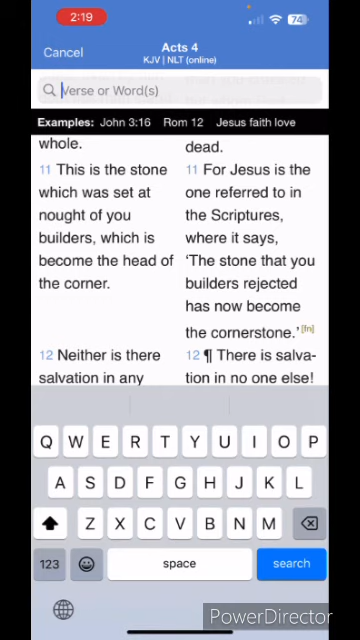 2:19
74
Cancel
Acts 4
KJV | NLT (online)
Verse or Word(s)
Examples: John 3:16 Rom 12 Jesus faith love
whole.
11 This is the stone
which was set at
nought of you
builders, which is
become the head of
the corner.
12 Neither is there
salvation in any
dead.
11 For Jesus is the
one referred to in
the Scriptures,
where it says,
‘The stone that you
builders rejected
has now become
the cornerstone.’ [fn]
12 ¶ There is salva-
tion in no one else!
Q W E R T Y U I O P
A S D F G H J K L
Z X C V B N M
123 space search
PowerDirector